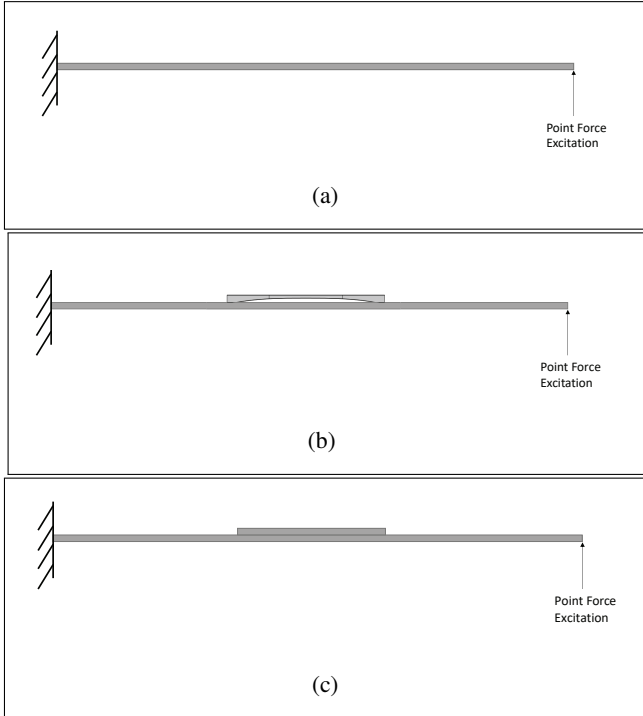 Point Force
Excitation
(a)
Point Force
Excitation
(b)
Point Force
Excitation
(c)